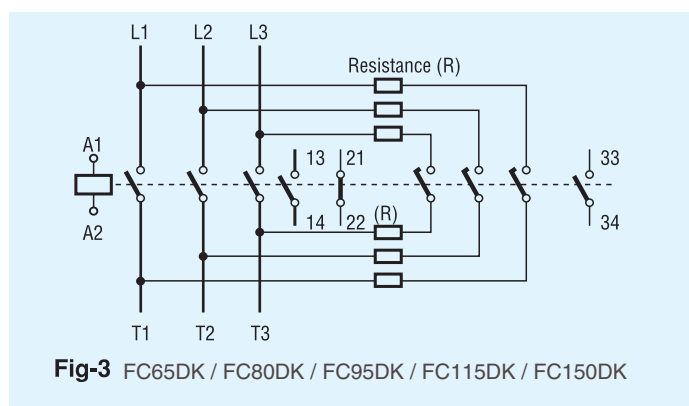 L1 L2 L3
Resistance (R)
A1
13 21 33
A2
14 22 (R) 34
T1 T2 T3
Fig-3 FC65DK / FC80DK / FC95DK / FC115DK / FC150DK